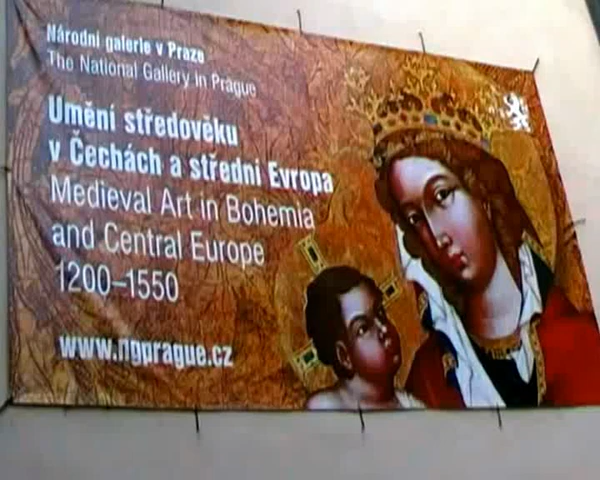 Národní galerie v Praze
The National Gallery in Prague
Umění středověku
v Čechách a střední Evropa
Medieval Art in Bohemia
and Central Europe
1200–1550
www.ngprague.cz